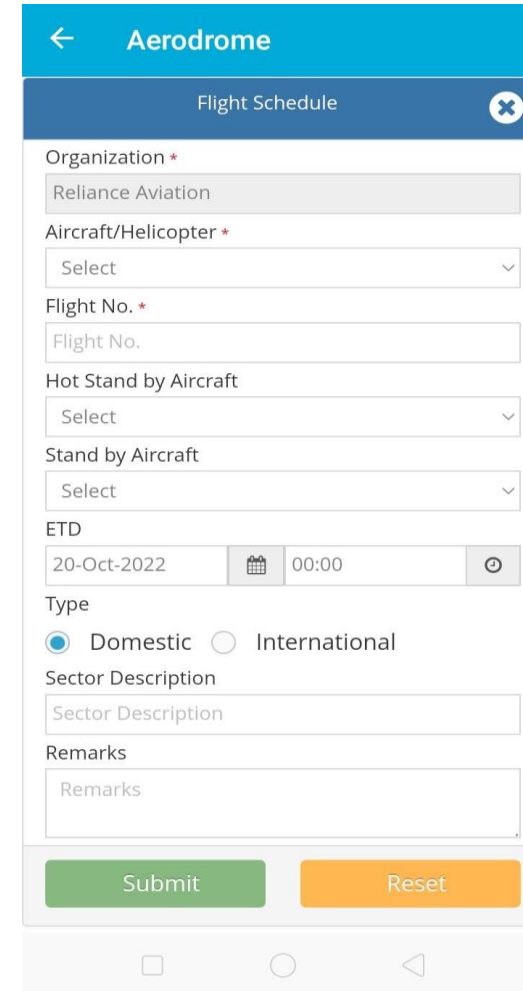 Aerodrome
Flight Schedule
Organization *
Reliance Aviation
Aircraft/Helicopter *
Select
Flight No. *
Flight No.
Hot Stand by Aircraft
Select
Stand by Aircraft
Select
ETD
20-Oct-2022 00:00
Type
Domestic International
Sector Description
Sector Description
Remarks
Remarks
Submit Reset